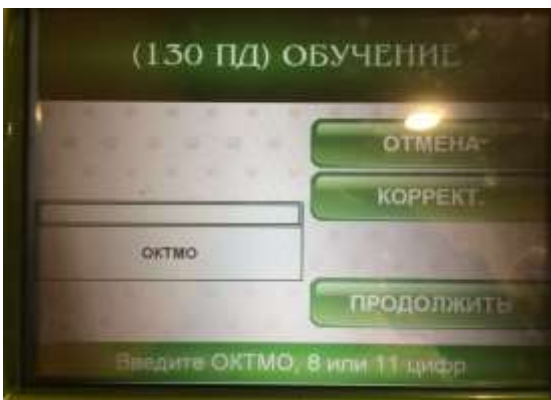 (130 ПД) ОБУЧЕНИЕ
ОТМЕНА
КОРРЕКТ.
ОКТМО
ПРОДОЛЖИТЬ
Введите ОКТМО, 8 или 11 цифр